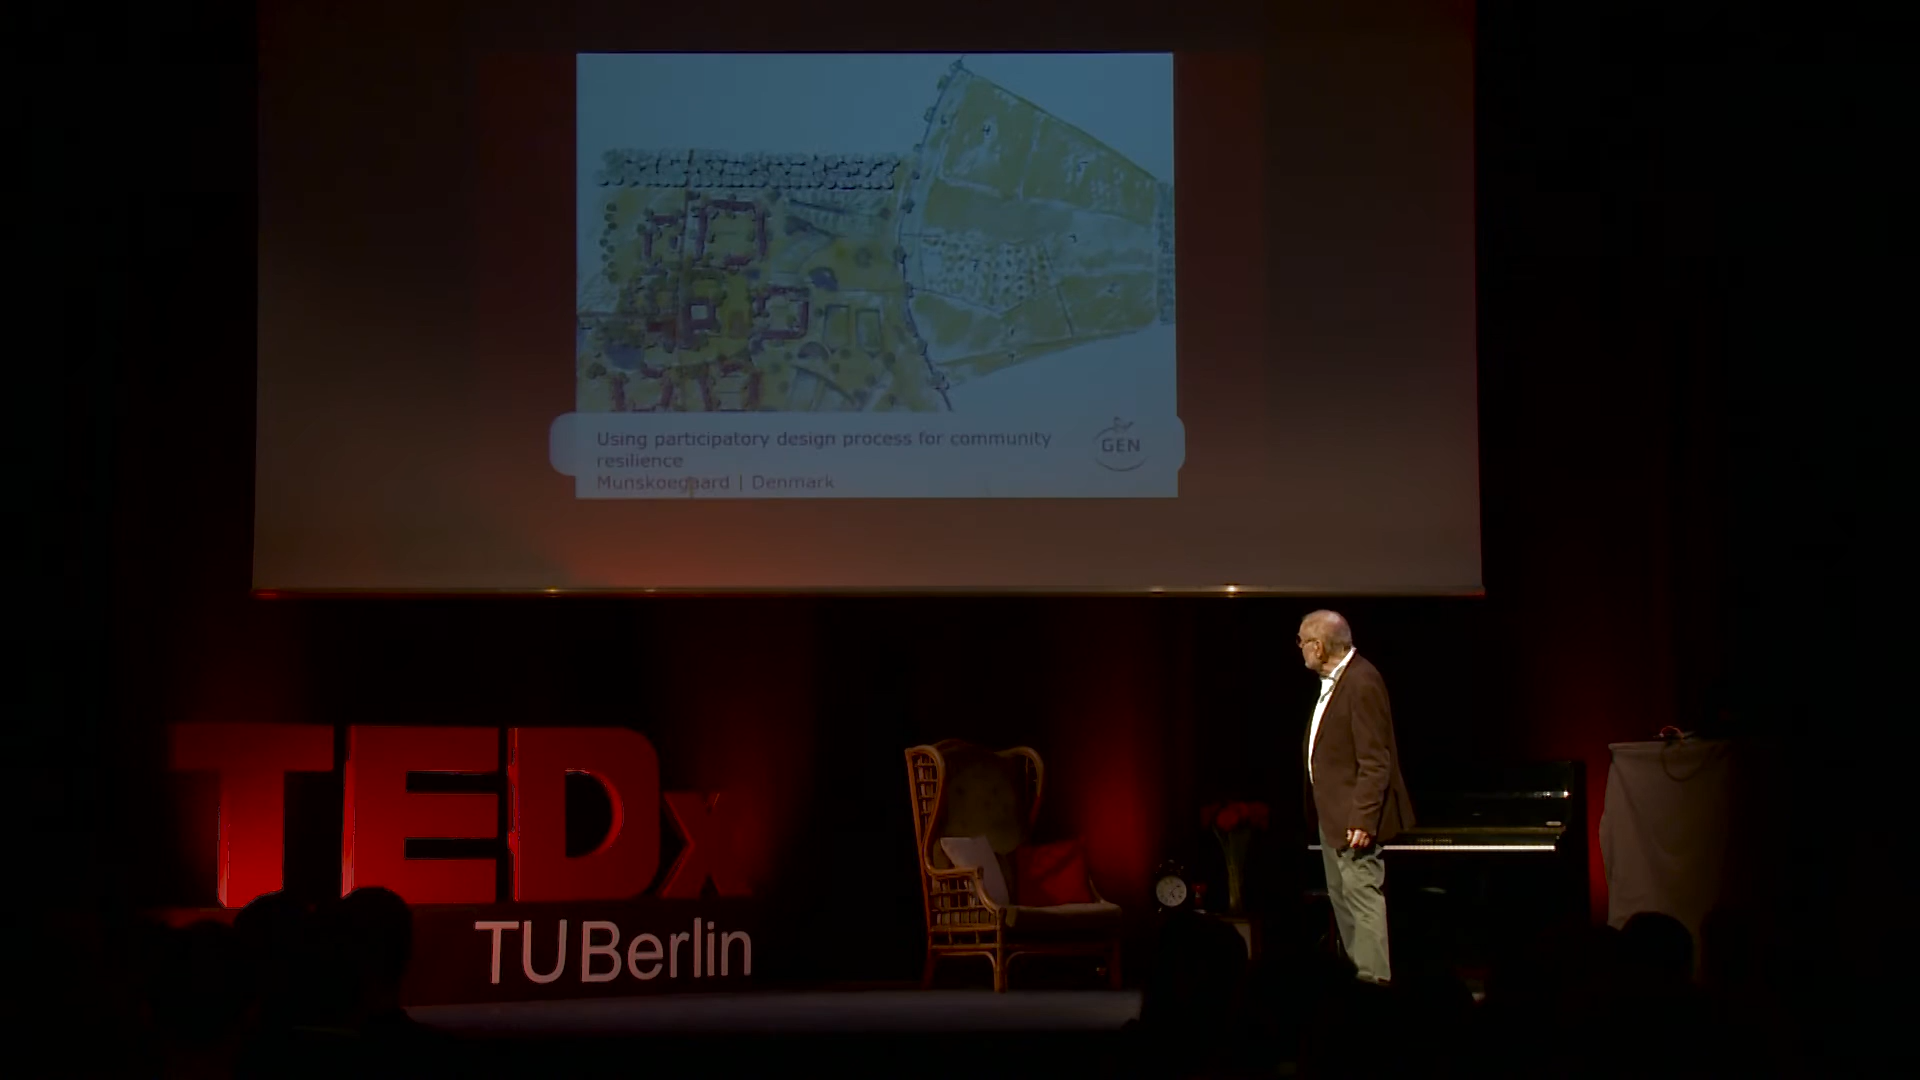 Using participatory design process for community
resilience
Munskoegaard | Denmark
GEN
TEDx
TU Berlin